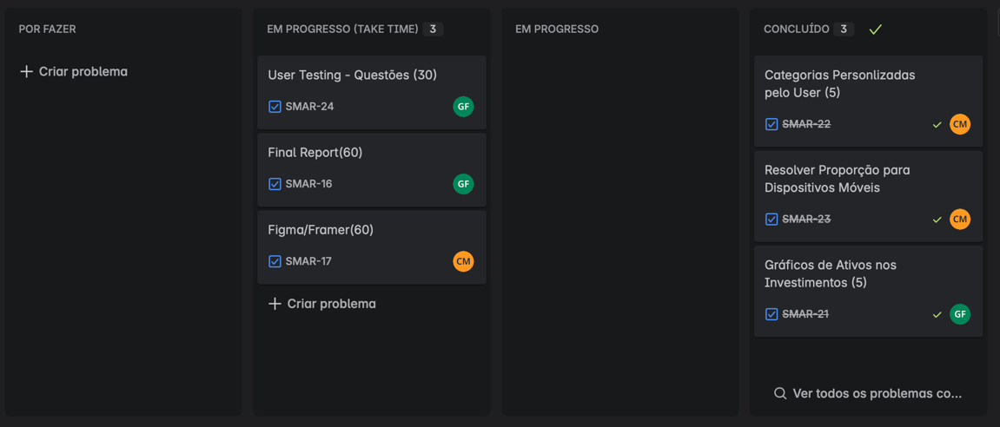 POR FAZER
+ Criar problema
EM PROGRESSO (TAKE TIME) 3
User Testing - Questões (30)
SMAR-24 GF
Final Report(60)
SMAR-16 GF
Figma/Framer(60)
SMAR-17 CM
+ Criar problema
EM PROGRESSO
CONCLUÍDO 3
Categorias Personlizadas
pelo User (5)
SMAR-22 CM
Resolver Proporção para
Dispositivos Móveis
SMAR-23 CM
Gráficos de Ativos nos
Investimentos (5)
SMAR-21 GF
Ver todos os problemas co...